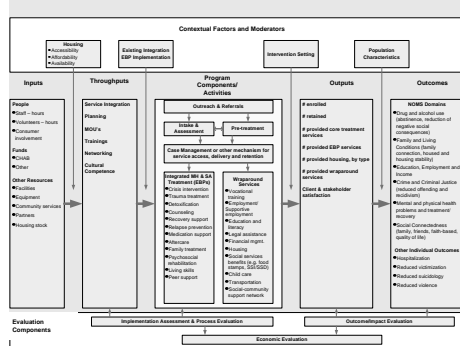 Contextual Factors and Moderators
Housing
●Accessibility
●Affordability
●Availability
Existing Integration
EBP Implementation
Intervention Setting
Population
Characteristics
Inputs
People
●Staff – hours
●Volunteers – hours
●Consumer
involvement
Funds
●CHAB
●Other
Other Resources
●Facilities
●Equipment
●Community services
●Partners
●Housing stock
Throughputs
Service Integration
Planning
MOU's
Trainings
Networking
Cultural
Competence
Program
Components/
Activities
Outreach & Referrals
Intake &
Assessment
Pre-treatment
Case Management or other mechanism for
service access, delivery and retention
Integrated MH & SA
Treatment (EBPs)
●Crisis intervention
●Trauma treatment
●Detoxification
●Counseling
●Recovery support
●Relapse prevention
●Medication support
●Aftercare
●Family treatment
●Psychosocial
rehabilitation
●Living skills
●Peer support
Wraparound
Services
●Vocational
training
●Employment/
Supportive
employment
●Education and
literacy
●Legal assistance
●Financial mgmt.
●Housing
●Social services
benefits (e.g. food
stamps, SSI/SSD)
●Child care
●Transportation
●Social-community
support network
Outputs
# enrolled
# retained
# provided core treatment
services
# provided EBP services
# provided housing, by type
# provided wraparound
services
Client & stakeholder
satisfaction
Outcomes
NOMS Domains
●Drug and alcohol use
(abstinence, reduction of
negative social
consequences)
●Family and Living
Conditions (family
connection, housed and
housing stability)
●Education, Employment and
Income
●Crime and Criminal Justice
(reduced offending and
recidivism)
●Mental and physical health
problems and treatment/
recovery
●Social Connectedness
(family, friends, faith-based,
quality of life)
Other Individual Outcomes
●Hospitalization
●Reduced victimization
●Reduced suicidology
●Reduced violence
Evaluation
Components
Implementation Assessment & Process Evaluation
Outcome/Impact Evaluation
Economic Evaluation